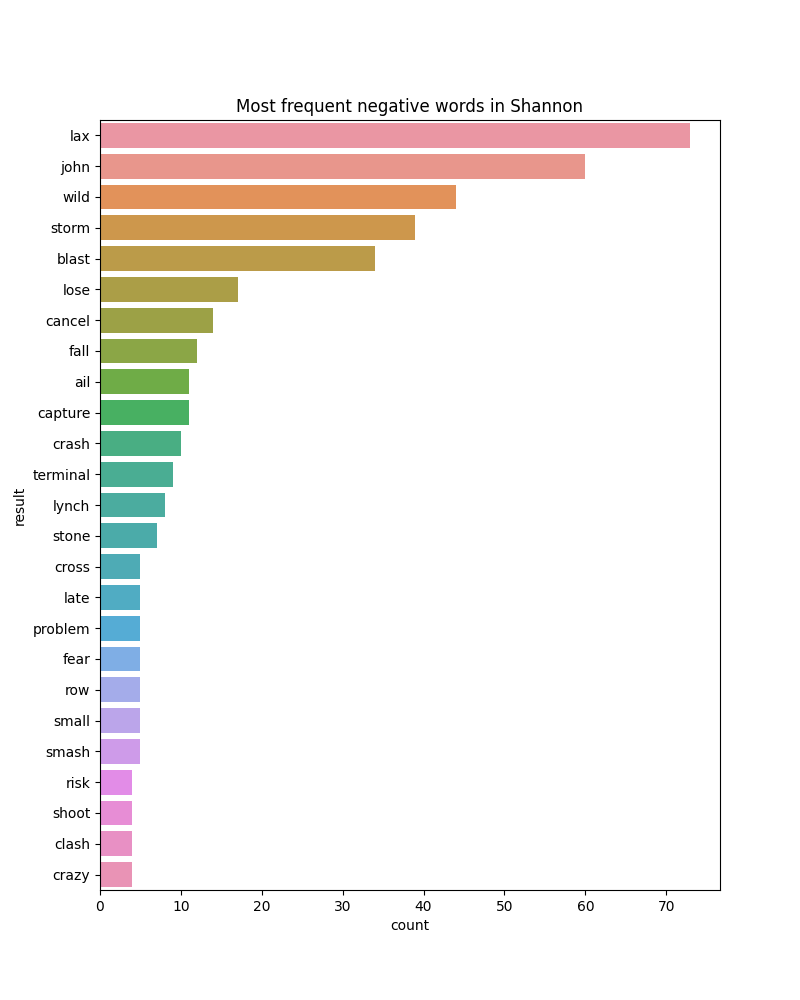 Most frequent negative words in Shannon
lax
john
wild
storm
blast
lose
cancel
fall
ail
capture
crash
terminal
lynch
stone
cross
late
problem
fear
row
small
smash
risk
shoot
clash
crazy
result
0 10 20 30 40 50 60 70
count